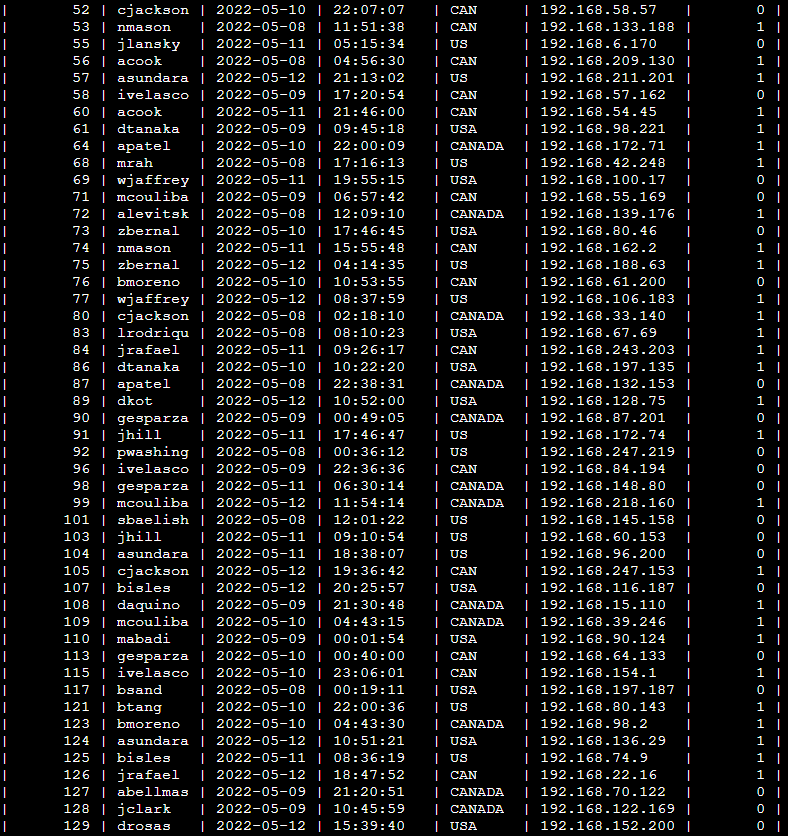 | 52 | cjackson | 2022-05-10 | 22:07:07 | CAN | 192.168.58.57 | 0 |
| 53 | nmason | 2022-05-08 | 11:51:38 | CAN | 192.168.133.188 | 1 |
| 55 | jlansky | 2022-05-11 | 05:15:34 | US | 192.168.6.170 | 0 |
| 56 | acook | 2022-05-08 | 04:56:30 | CAN | 192.168.209.130 | 1 |
| 57 | asundara | 2022-05-12 | 21:13:02 | US | 192.168.211.201 | 1 |
| 58 | ivelasco | 2022-05-09 | 17:20:54 | CAN | 192.168.57.162 | 0 |
| 60 | acook | 2022-05-11 | 21:46:00 | CAN | 192.168.54.45 | 1 |
| 61 | dtanaka | 2022-05-09 | 09:45:18 | USA | 192.168.98.221 | 1 |
| 64 | apatel | 2022-05-10 | 22:00:09 | CANADA | 192.168.172.71 | 1 |
| 68 | mrah | 2022-05-08 | 17:16:13 | US | 192.168.42.248 | 1 |
| 69 | wjaffrey | 2022-05-11 | 19:55:15 | USA | 192.168.100.17 | 0 |
| 71 | mcouliba | 2022-05-09 | 06:57:42 | CAN | 192.168.55.169 | 0 |
| 72 | alevitsk | 2022-05-08 | 12:09:10 | CANADA | 192.168.139.176 | 1 |
| 73 | zbernal | 2022-05-10 | 17:46:45 | USA | 192.168.80.46 | 0 |
| 74 | nmason | 2022-05-11 | 15:55:48 | CAN | 192.168.162.2 | 1 |
| 75 | zbernal | 2022-05-12 | 04:14:35 | US | 192.168.188.63 | 1 |
| 76 | bmoreno | 2022-05-10 | 10:53:55 | CAN | 192.168.61.200 | 0 |
| 77 | wjaffrey | 2022-05-12 | 08:37:59 | US | 192.168.106.183 | 1 |
| 80 | cjackson | 2022-05-08 | 02:18:10 | CANADA | 192.168.33.140 | 1 |
| 83 | lrodriqu | 2022-05-08 | 08:10:23 | USA | 192.168.67.69 | 1 |
| 84 | jrafael | 2022-05-11 | 09:26:17 | CAN | 192.168.243.203 | 1 |
| 86 | dtanaka | 2022-05-10 | 10:22:20 | USA | 192.168.197.135 | 1 |
| 87 | apatel | 2022-05-08 | 22:38:31 | CANADA | 192.168.132.153 | 0 |
| 89 | dkot | 2022-05-12 | 10:52:00 | USA | 192.168.128.75 | 1 |
| 90 | gesparza | 2022-05-09 | 00:49:05 | CANADA | 192.168.87.201 | 0 |
| 91 | jhill | 2022-05-11 | 17:46:47 | US | 192.168.172.74 | 1 |
| 92 | pwashing | 2022-05-08 | 00:36:12 | US | 192.168.247.219 | 0 |
| 96 | ivelasco | 2022-05-09 | 22:36:36 | CAN | 192.168.84.194 | 0 |
| 98 | gesparza | 2022-05-11 | 06:30:14 | CANADA | 192.168.148.80 | 0 |
| 99 | mcouliba | 2022-05-12 | 11:54:14 | CANADA | 192.168.218.160 | 1 |
| 101 | sbaelish | 2022-05-08 | 12:01:22 | US | 192.168.145.158 | 0 |
| 103 | jhill | 2022-05-11 | 09:10:54 | US | 192.168.60.153 | 0 |
| 104 | asundara | 2022-05-11 | 18:38:07 | US | 192.168.96.200 | 0 |
| 105 | cjackson | 2022-05-12 | 19:36:42 | CAN | 192.168.247.153 | 1 |
| 107 | bisles | 2022-05-12 | 20:25:57 | USA | 192.168.116.187 | 0 |
| 108 | daquino | 2022-05-09 | 21:30:48 | CANADA | 192.168.15.110 | 1 |
| 109 | mcouliba | 2022-05-10 | 04:43:15 | CANADA | 192.168.39.246 | 1 |
| 110 | mabadi | 2022-05-09 | 00:01:54 | USA | 192.168.90.124 | 1 |
| 113 | gesparza | 2022-05-10 | 00:40:00 | CAN | 192.168.64.133 | 0 |
| 115 | ivelasco | 2022-05-10 | 23:06:01 | CAN | 192.168.154.1 | 1 |
| 117 | bsand | 2022-05-08 | 00:19:11 | USA | 192.168.197.187 | 0 |
| 121 | btang | 2022-05-10 | 22:00:36 | US | 192.168.80.143 | 1 |
| 123 | bmoreno | 2022-05-10 | 04:43:30 | CANADA | 192.168.98.2 | 1 |
| 124 | asundara | 2022-05-12 | 10:51:21 | USA | 192.168.136.29 | 1 |
| 125 | bisles | 2022-05-11 | 08:36:19 | US | 192.168.74.9 | 1 |
| 126 | jrafael | 2022-05-12 | 18:47:52 | CAN | 192.168.22.16 | 1 |
| 127 | abellmas | 2022-05-09 | 21:20:51 | CANADA | 192.168.70.122 | 0 |
| 128 | jclark | 2022-05-09 | 10:45:59 | CANADA | 192.168.122.169 | 0 |
| 129 | drosas | 2022-05-12 | 15:39:40 | USA | 192.168.152.200 | 0 |